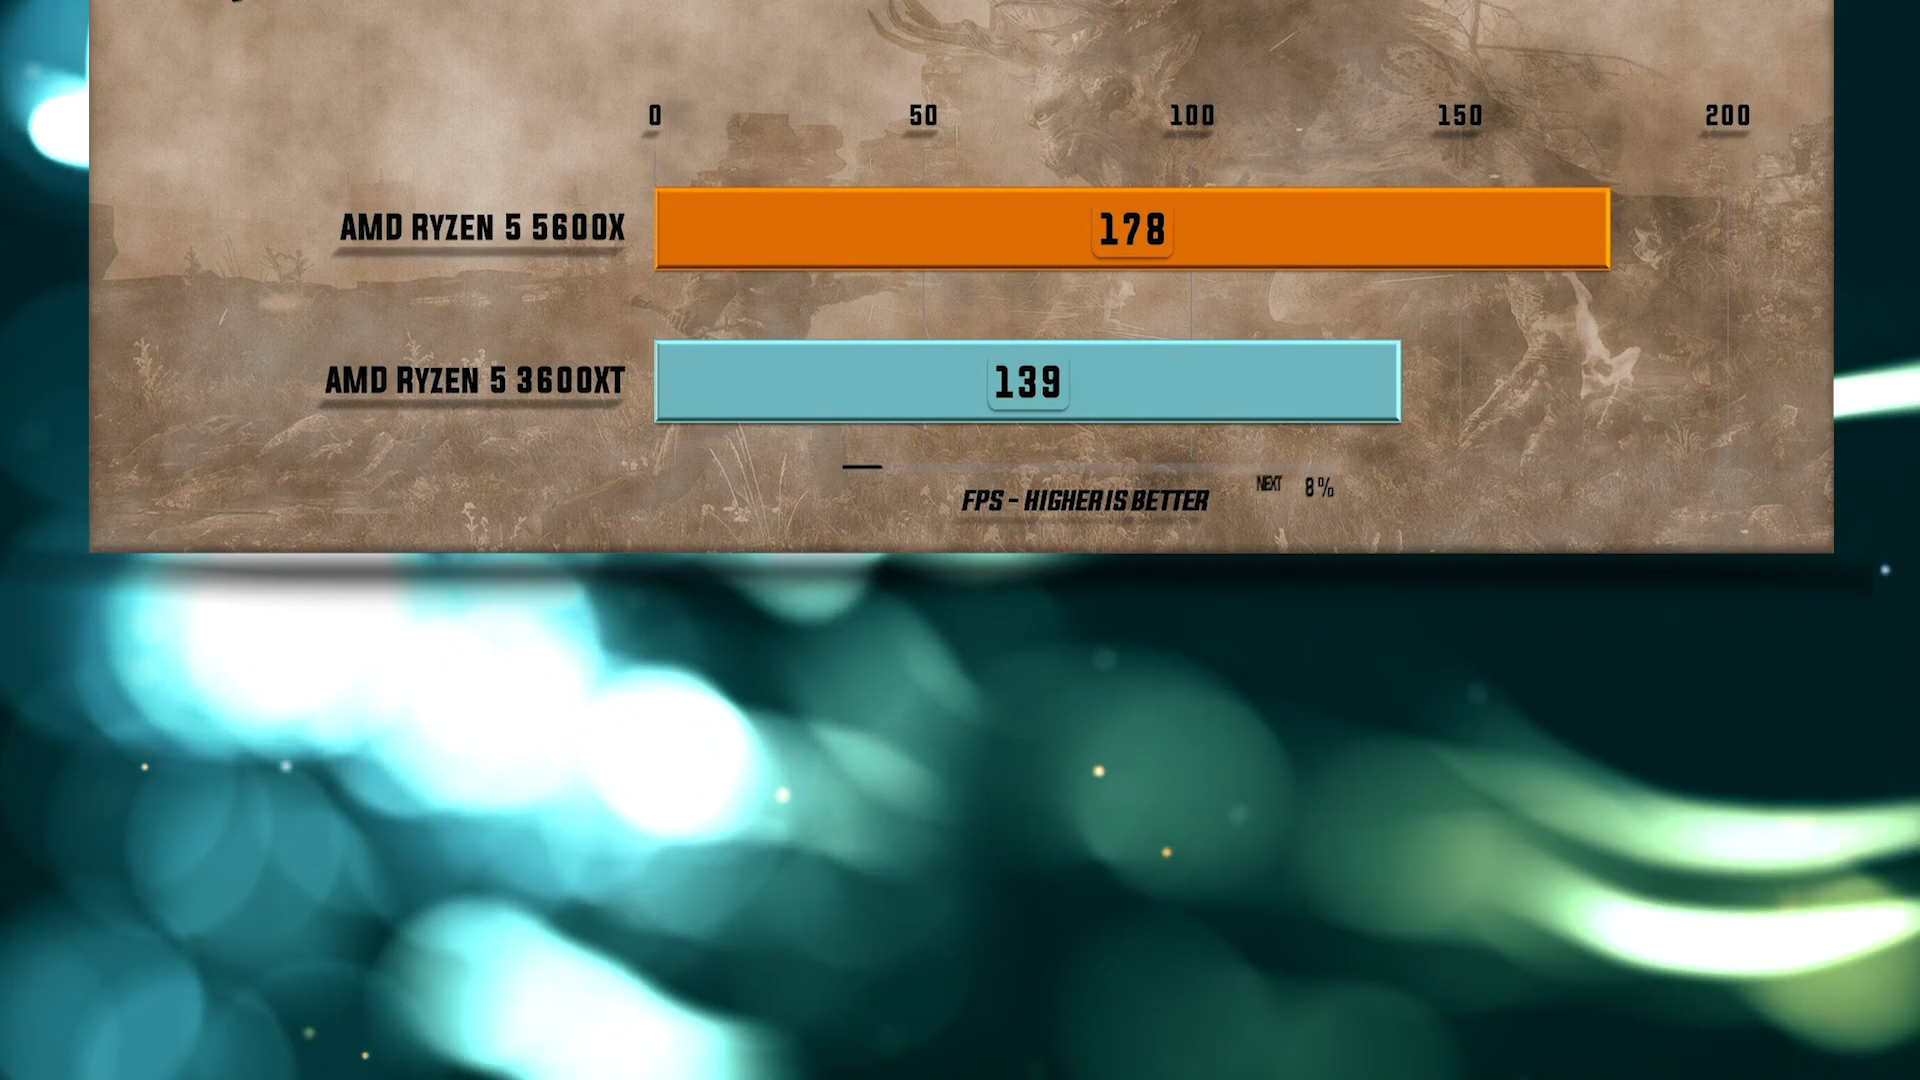 0 50 100 150 200
AMD RYZEN 5 5600X 178
AMD RYZEN 5 3600XT 139
NEXT 8%
FPS - HIGHER IS BETTER